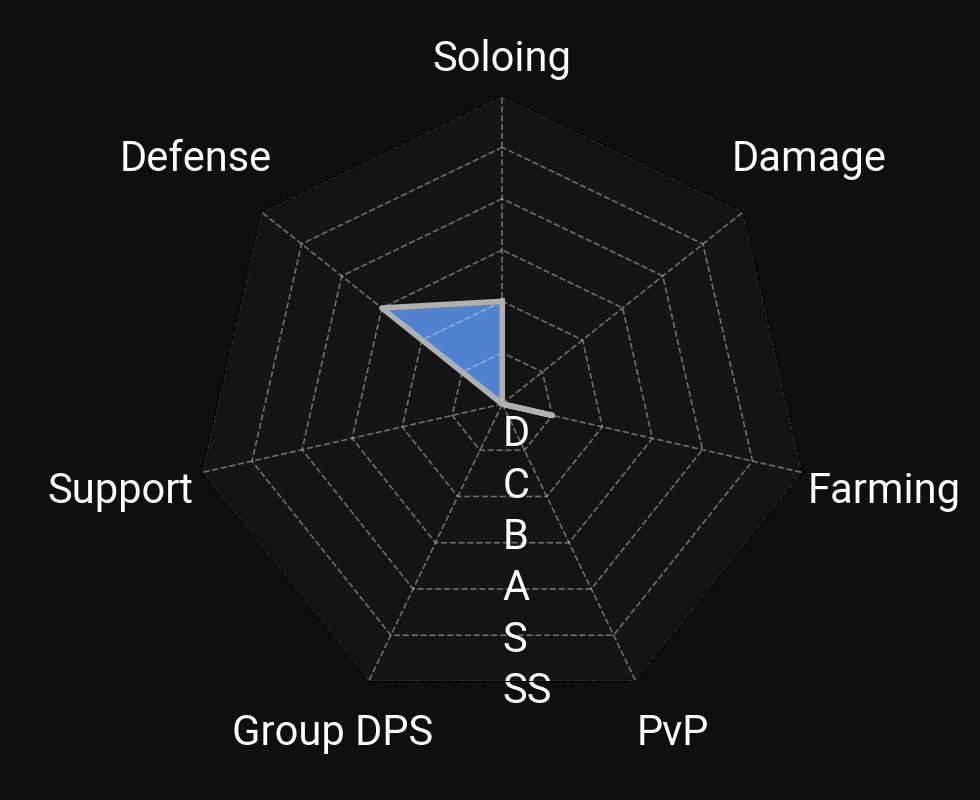 Soloing
Defense
Damage
D
C
Support
Farming
B
A
S
SS
Group DPS
PvP